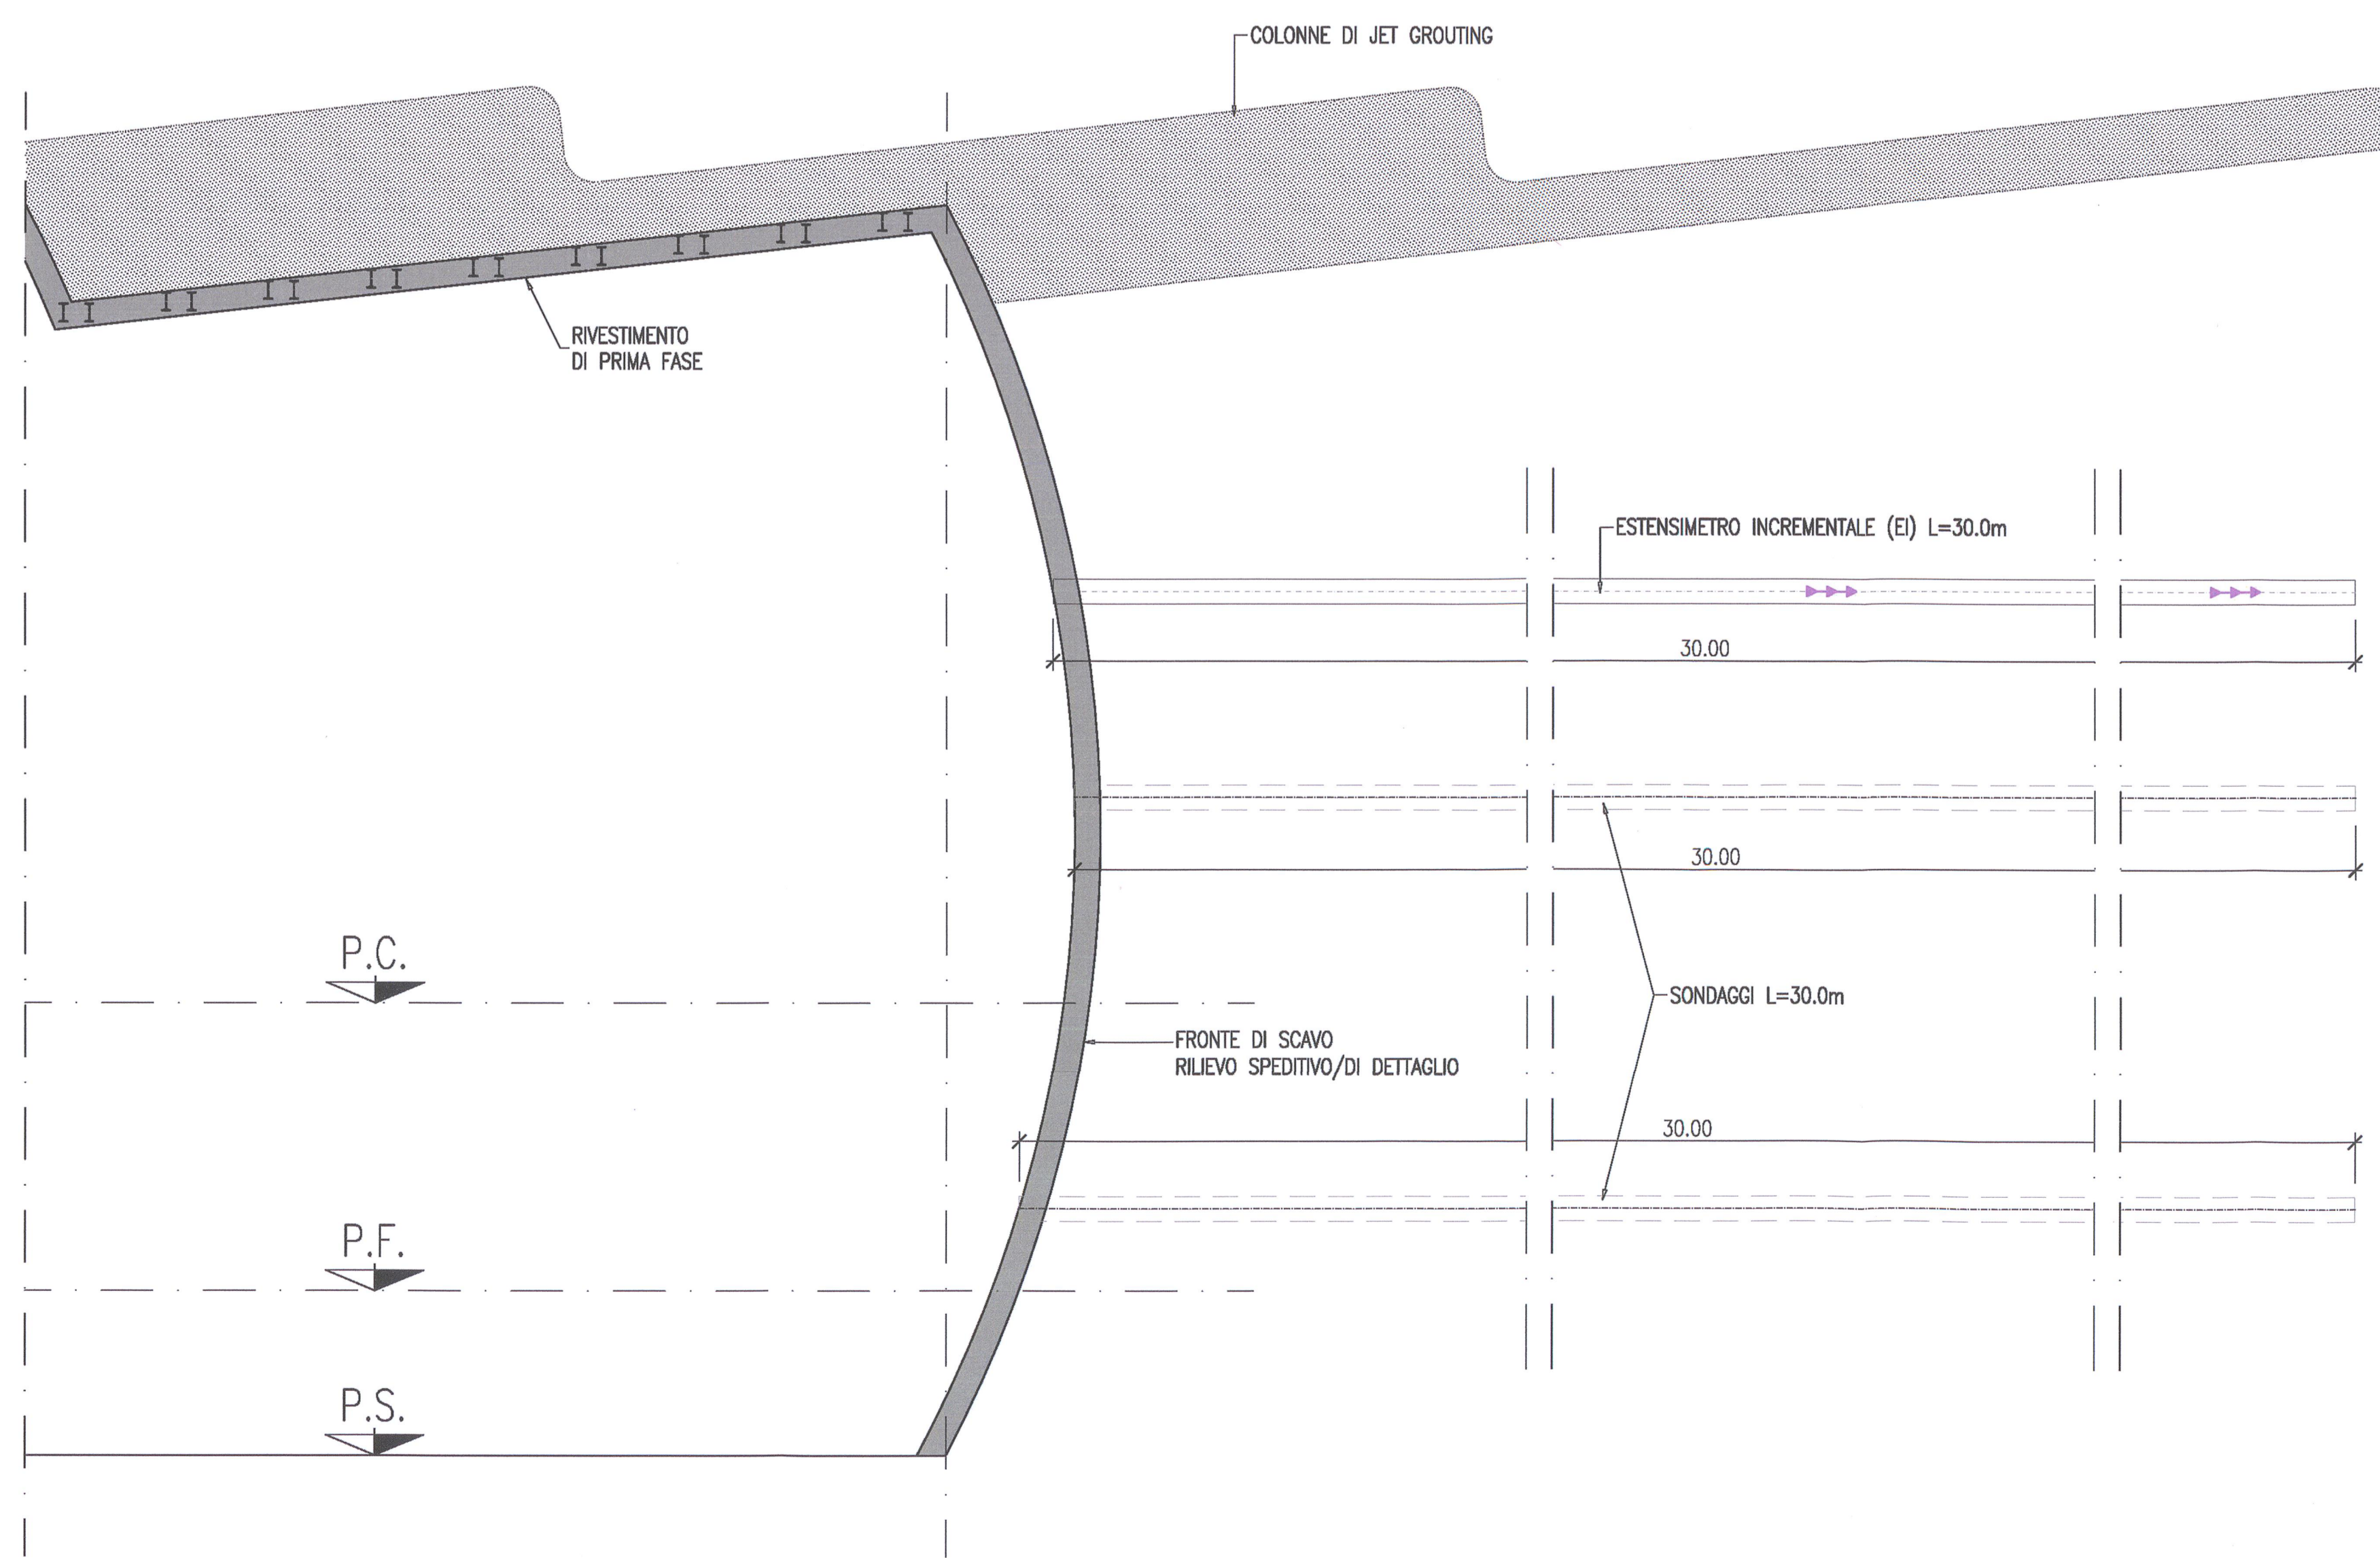 COLONNE DI JET GROUTING
RIVESTIMENTO
DI PRIMA FASE
ESTENSIMETRO INCREMENTALE (EI) L=30.0m
30.00
30.00
P.C.
SONDAGGI L=30.0m
FRONTE DI SCAVO
RILIEVO SPEDITIVO/DI DETTAGLIO
30.00
P.F.
P.S.